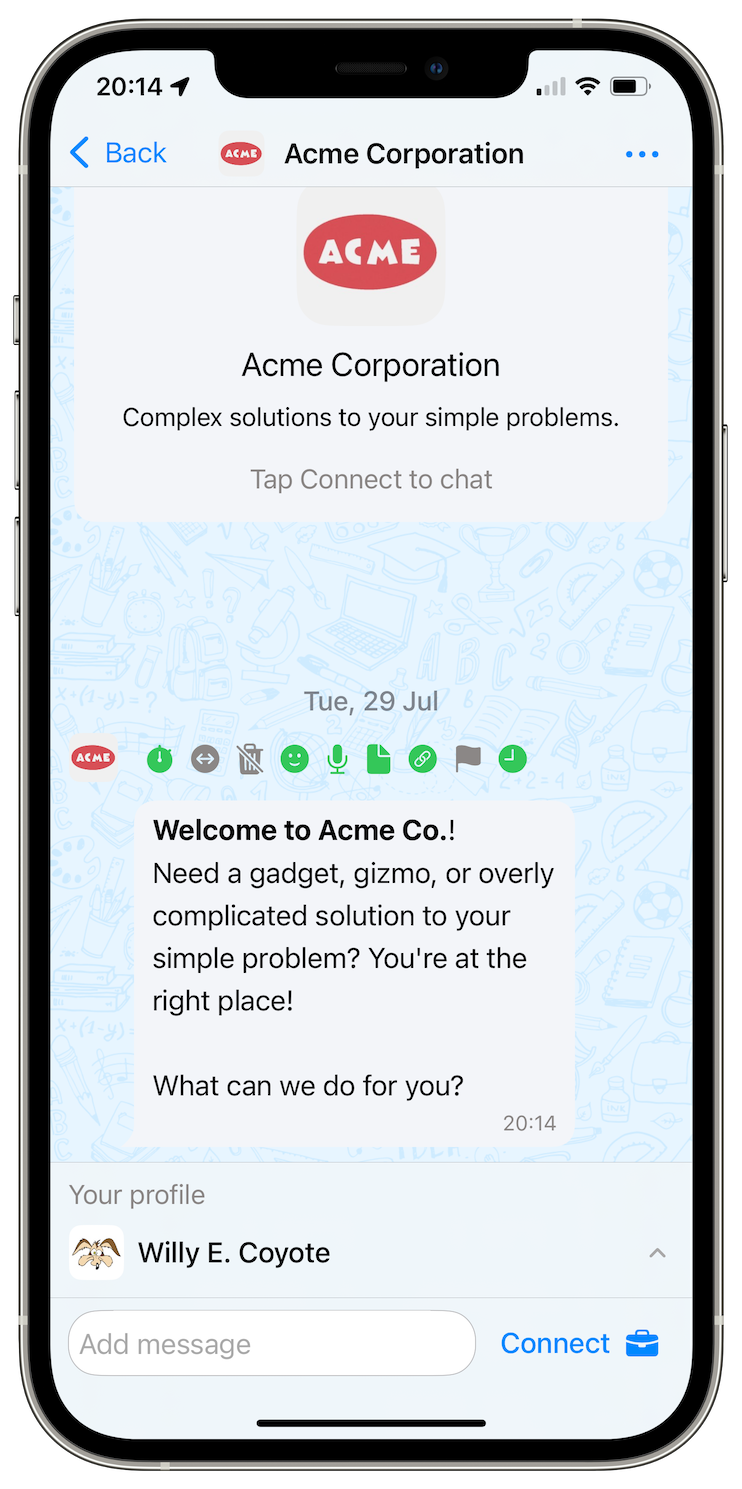 20:14
Back
ACME
Acme Corporation
ACME
Acme Corporation
Complex solutions to your simple problems.
Tap Connect to chat
Tue, 29 Jul
ACME
Welcome to Acme Co.!
Need a gadget, gizmo, or overly
complicated solution to your
simple problem? You're at the
right place!
What can we do for you?
20:14
Your profile
Willy E. Coyote
Add message
Connect